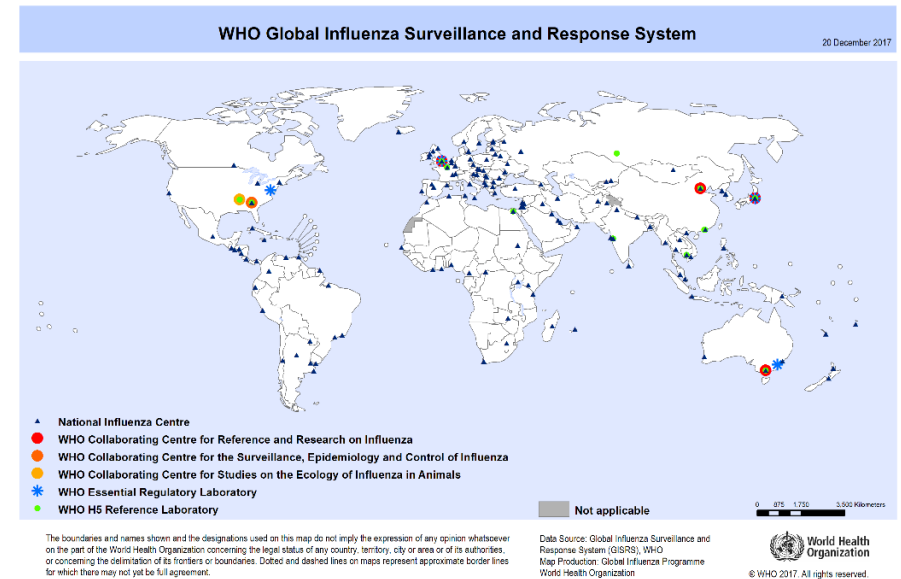 WHO Global Influenza Surveillance and Response System
20 December 2017
National Influenza Centre
WHO Collaborating Centre for Reference and Research on Influenza
WHO Collaborating Centre for the Surveillance, Epidemiology and Control of Influenza
WHO Collaborating Centre for Studies on the Ecology of Influenza in Animals
WHO Essential Regulatory Laboratory
WHO H5 Reference Laboratory
Not applicable
0 875 1,750 3,500 Kilometers
The boundaries and names shown and the designations used on this map do not imply the expression of any opinion whatsoever
on the part of the World Health Organization concerning the legal status of any country, territory, city or area or of its authorities,
or concerning the delimitation of its frontiers or boundaries. Dotted and dashed lines on maps represent approximate border lines
for which there may not yet be full agreement.
Data Source: Global Influenza Surveillance and
Response System (GISRS), WHO
Map Production: Global Influenza Programme
World Health Organization
World Health
Organization
© WHO 2017. All rights reserved.